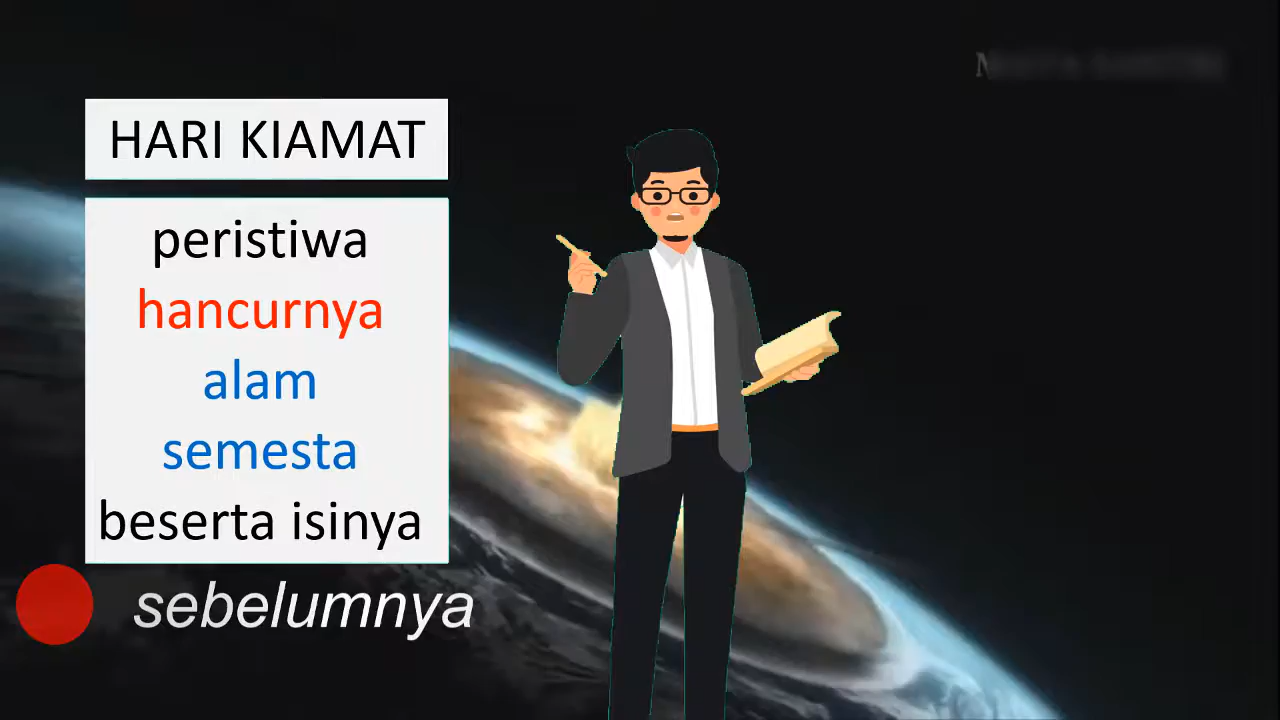 HARI KIAMAT
peristiwa
hancurnya
alam
semesta
beserta isinya
sebelumnya